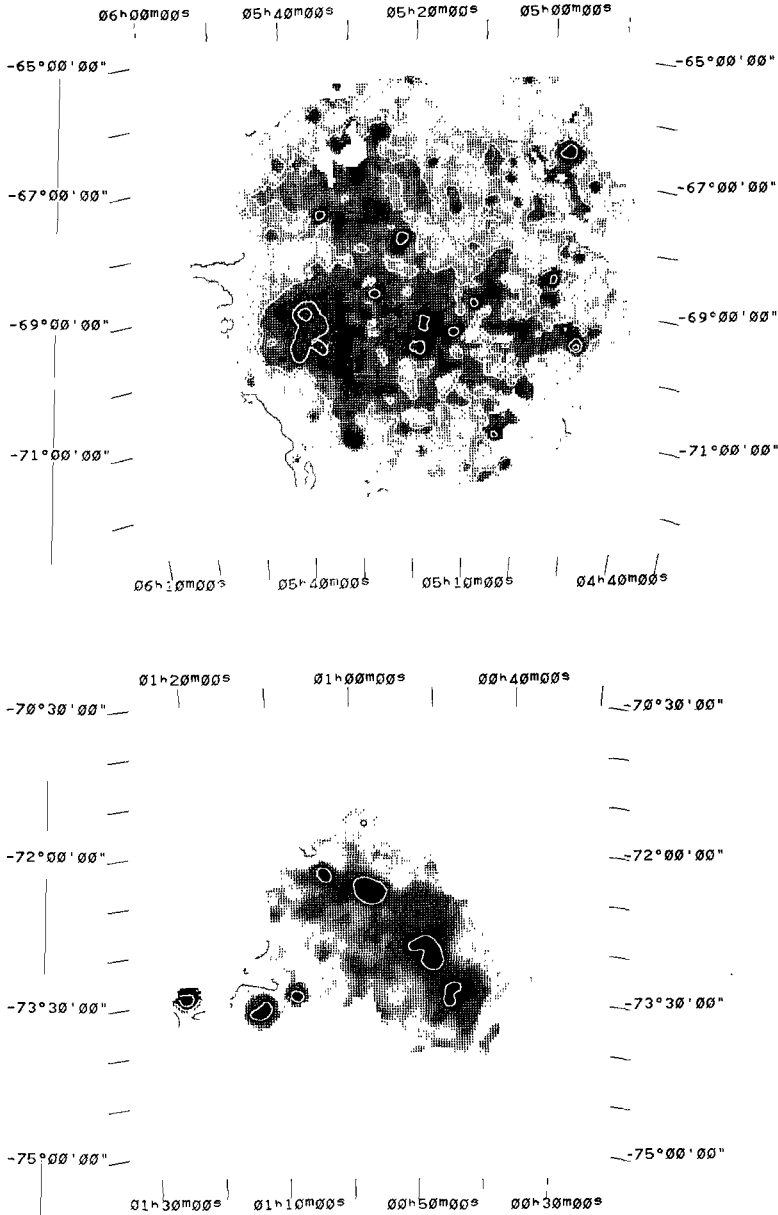 06ʰ00ᵐ00ˢ 05ʰ40ᵐ00ˢ 05ʰ20ᵐ00ˢ 05ʰ00ᵐ00ˢ
-65°00'00" -65°00'00"
-67°00'00" -67°00'00"
-69°00'00" -69°00'00"
-71°00'00" -71°00'00"
06ʰ10ᵐ00ˢ 05ʰ40ᵐ00ˢ 05ʰ10ᵐ00ˢ 04ʰ40ᵐ00ˢ
01ʰ20ᵐ00ˢ 01ʰ00ᵐ00ˢ 00ʰ40ᵐ00ˢ
-70°30'00" -70°30'00"
-72°00'00" -72°00'00"
-73°30'00" -73°30'00"
-75°00'00" -75°00'00"
01ʰ30ᵐ00ˢ 01ʰ10ᵐ00ˢ 00ʰ50ᵐ00ˢ 00ʰ30ᵐ00ˢ